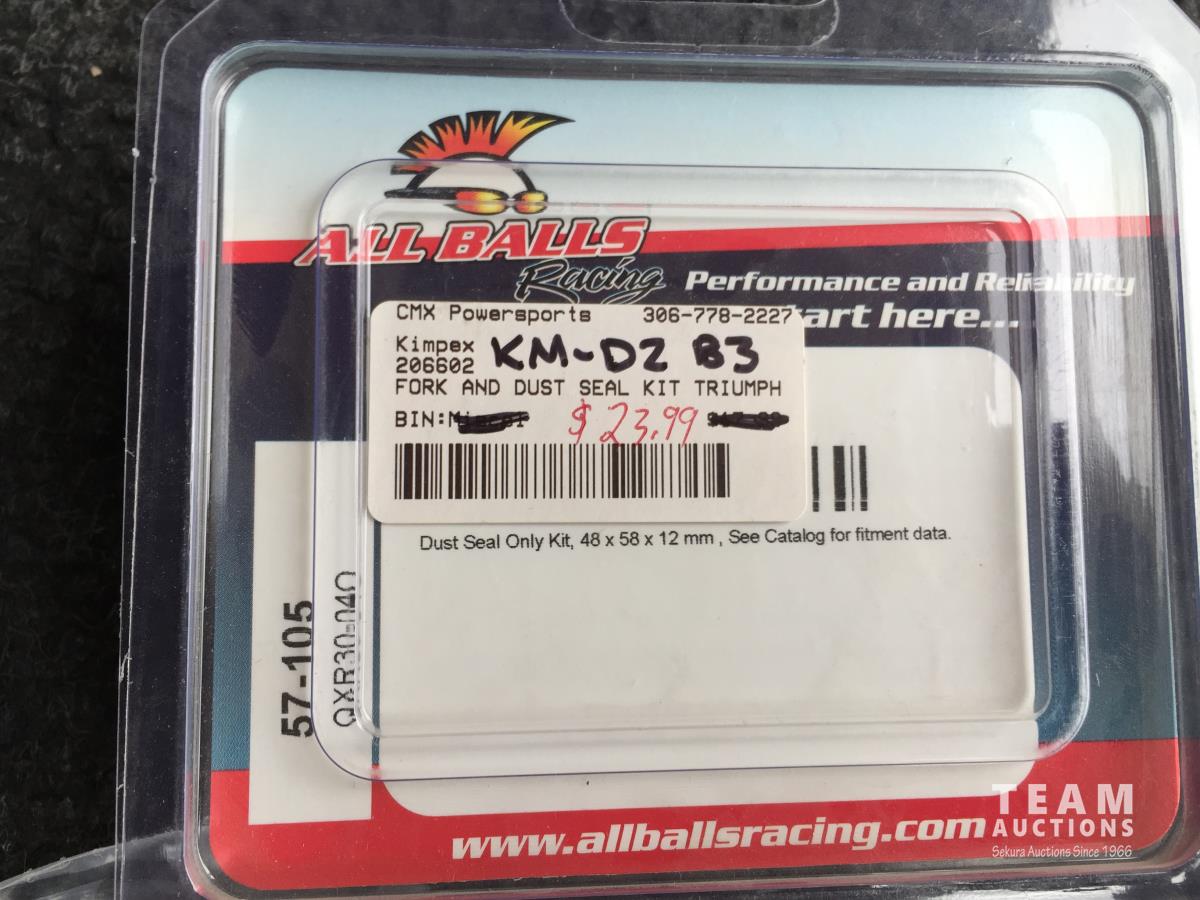 ALL BALLS
Racing
Performance and Reliability
start here...
CMX Powersports 306-778-2227
Kimpex KM-DZ B3
206602
FORK AND DUST SEAL KIT TRIUMPH
BIN: $23.99
Dust Seal Only Kit, 48 x 58 x 12 mm , See Catalog for fitment data.
57-105
QXR30-040
www.allballsracing.com
TEAM
AUCTIONS
Sekura Auctions Since 1966